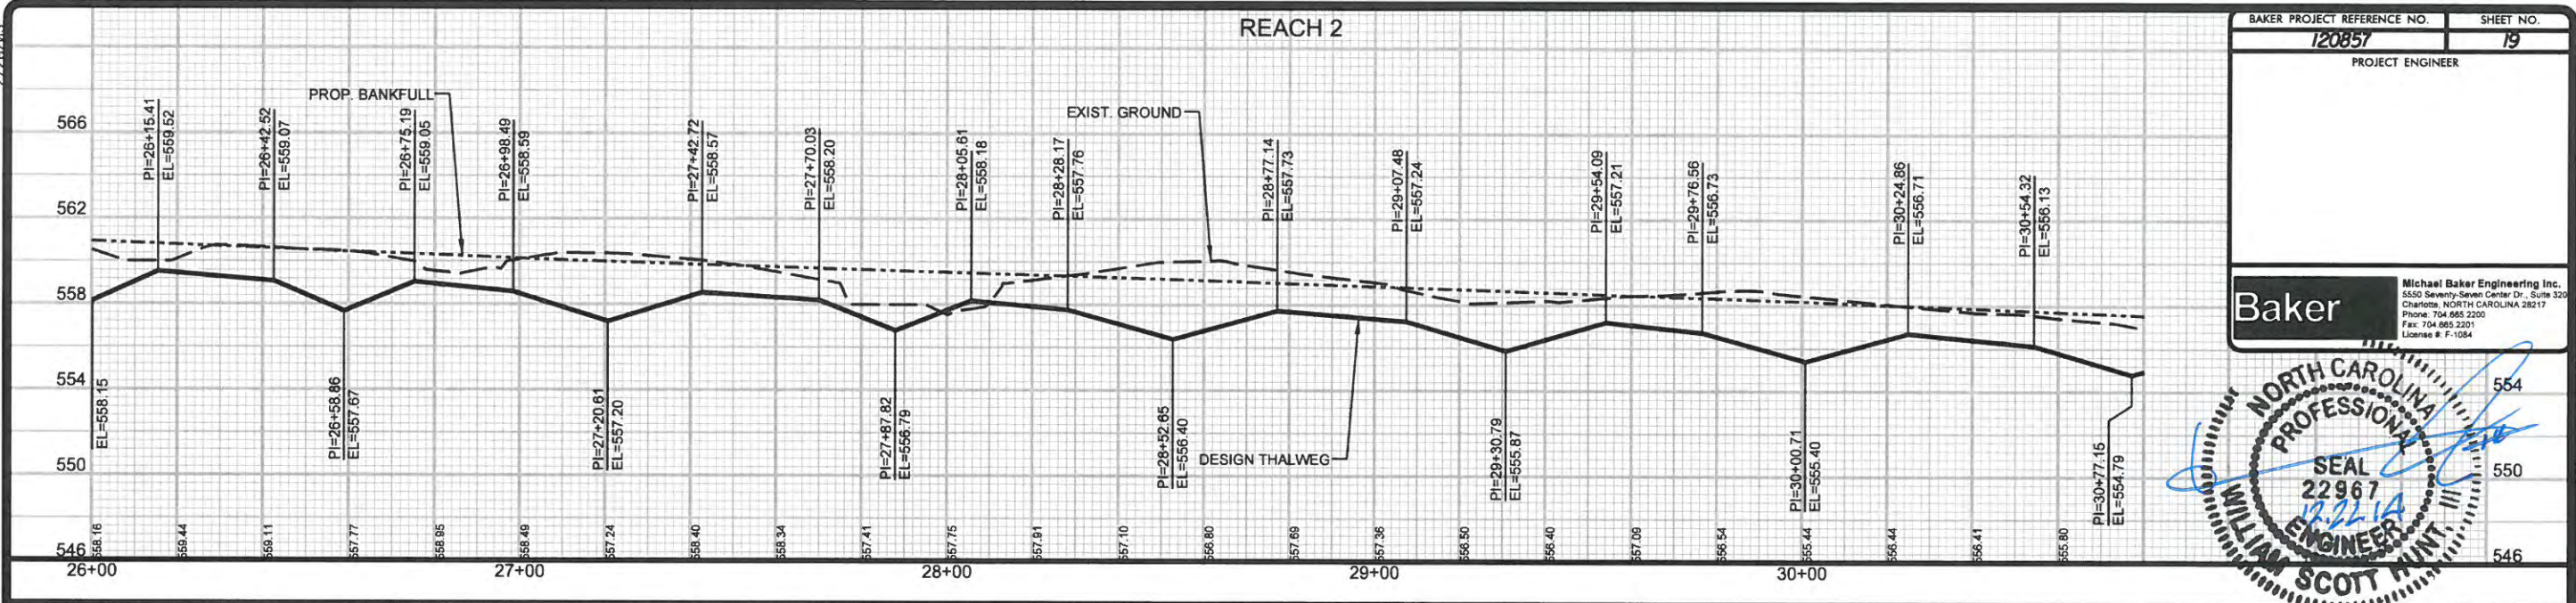 REACH 2
BAKER PROJECT REFERENCE NO.
SHEET NO.
120857
19
PROJECT ENGINEER
PROP. BANKFULL
EXIST. GROUND
DESIGN THALWEG
566
562
558
554
550
546
PI=26+15.41
EL=559.52
PI=26+42.52
EL=559.07
PI=26+75.19
EL=559.05
PI=26+98.49
EL=558.59
PI=27+42.72
EL=558.57
PI=27+70.03
EL=558.20
PI=28+05.61
EL=558.18
PI=28+28.17
EL=557.76
PI=28+77.14
EL=557.73
PI=29+07.48
EL=557.24
PI=29+54.09
EL=557.21
PI=29+76.56
EL=556.73
PI=30+24.86
EL=556.71
PI=30+54.32
EL=556.13
EL=558.15
PI=26+58.86
EL=557.67
PI=27+20.61
EL=557.20
PI=27+87.82
EL=556.79
PI=28+52.65
EL=556.40
PI=29+30.79
EL=555.87
PI=30+00.71
EL=555.40
PI=30+77.15
EL=554.79
558.16
559.44
559.11
557.77
558.95
558.49
557.24
558.40
558.34
557.41
557.75
557.91
557.10
556.80
557.69
557.36
556.50
556.40
557.09
556.54
555.44
556.44
556.41
555.80
26+00
27+00
28+00
29+00
30+00
Baker
Michael Baker Engineering Inc.
5550 Seventy-Seven Center Dr., Suite 320
Charlotte, NORTH CAROLINA 28217
Phone: 704.665.2200
Fax: 704.665.2201
License #: F-1084
554
550
546
NORTH CAROLINA
PROFESSIONAL
SEAL
22967
ENGINEER
WILLIAM SCOTT HUNT, III